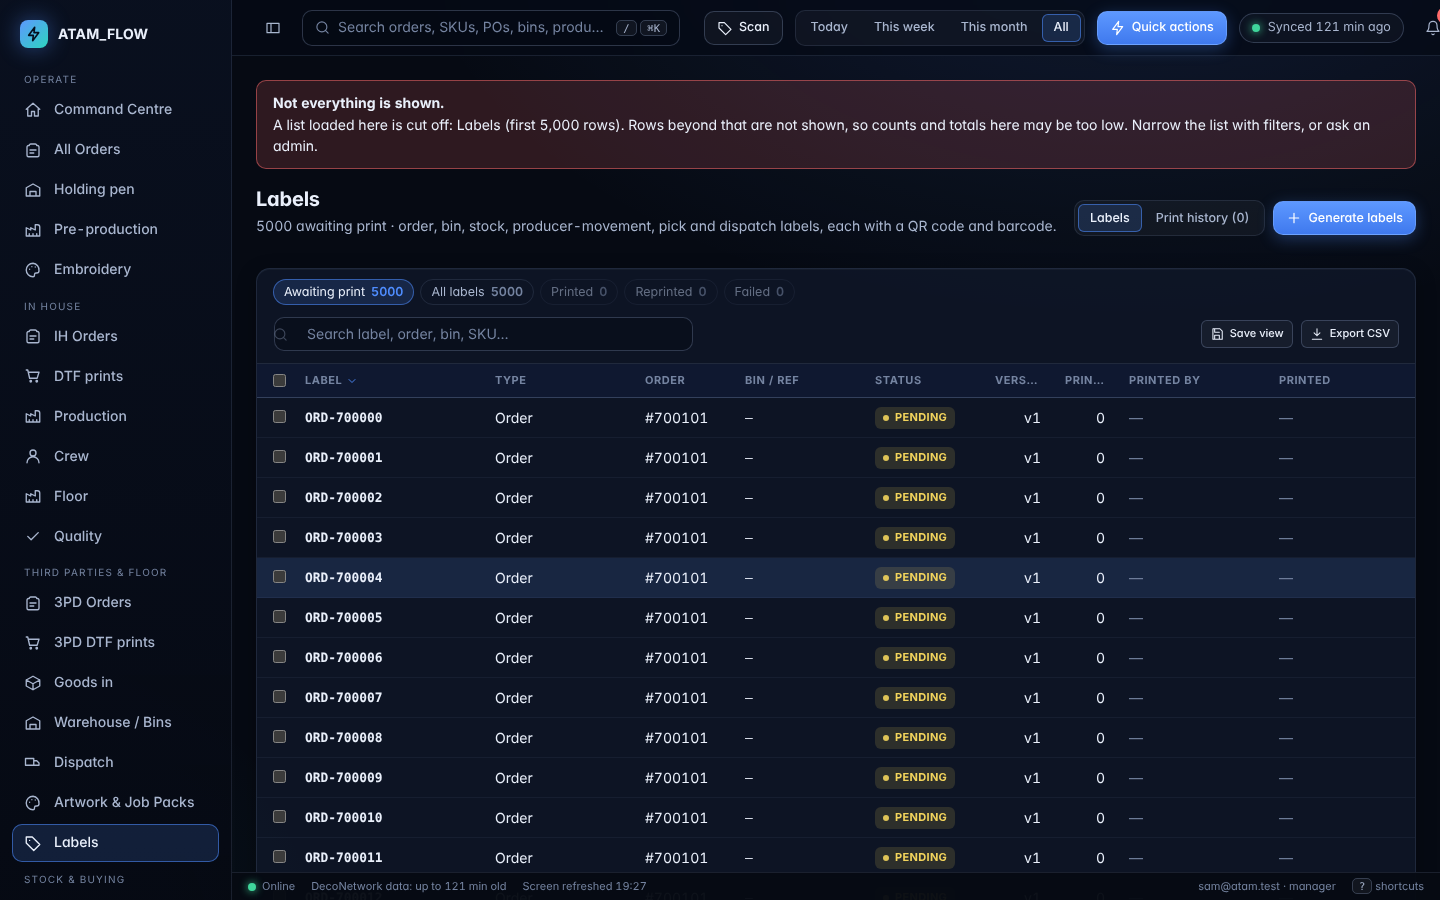 ATAM_FLOW
Search orders, SKUs, POs, bins, produ... / ⌘K
Scan
Today This week This month All
Quick actions
Synced 121 min ago
OPERATE
Command Centre
All Orders
Holding pen
Pre-production
Embroidery
IN HOUSE
IH Orders
DTF prints
Production
Crew
Floor
Quality
THIRD PARTIES & FLOOR
3PD Orders
3PD DTF prints
Goods in
Warehouse / Bins
Dispatch
Artwork & Job Packs
Labels
STOCK & BUYING
Not everything is shown.
A list loaded here is cut off: Labels (first 5,000 rows). Rows beyond that are not shown, so counts and totals here may be too low. Narrow the list with filters, or ask an
admin.
Labels
5000 awaiting print · order, bin, stock, producer-movement, pick and dispatch labels, each with a QR code and barcode.
Labels Print history (0)
Generate labels
Awaiting print 5000 All labels 5000 Printed 0 Reprinted 0 Failed 0
Search label, order, bin, SKU...
Save view Export CSV
LABEL TYPE ORDER BIN / REF STATUS VERS... PRIN... PRINTED BY PRINTED
ORD-700000 Order #700101 – PENDING v1 0 — —
ORD-700001 Order #700101 – PENDING v1 0 — —
ORD-700002 Order #700101 – PENDING v1 0 — —
ORD-700003 Order #700101 – PENDING v1 0 — —
ORD-700004 Order #700101 – PENDING v1 0 — —
ORD-700005 Order #700101 – PENDING v1 0 — —
ORD-700006 Order #700101 – PENDING v1 0 — —
ORD-700007 Order #700101 – PENDING v1 0 — —
ORD-700008 Order #700101 – PENDING v1 0 — —
ORD-700009 Order #700101 – PENDING v1 0 — —
ORD-700010 Order #700101 – PENDING v1 0 — —
ORD-700011 Order #700101 – PENDING v1 0 — —
Online DecoNetwork data: up to 121 min old Screen refreshed 19:27
sam@atam.test · manager ? shortcuts